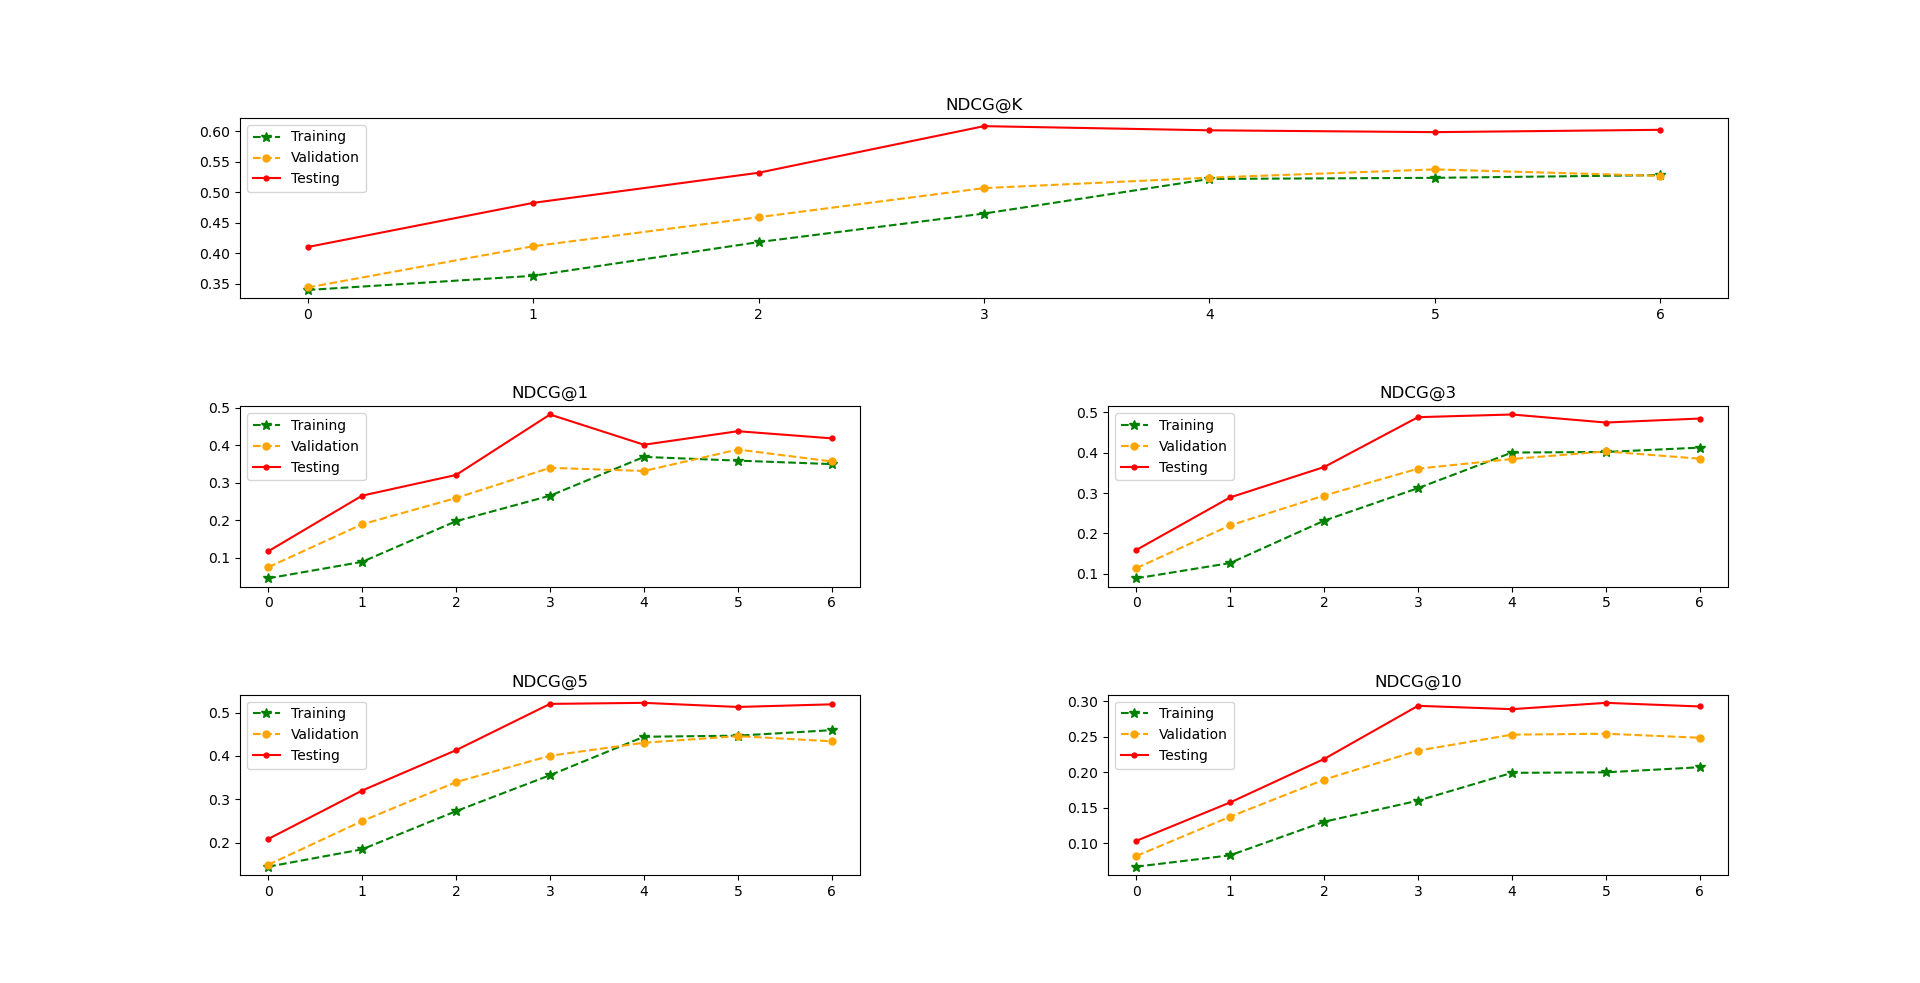 NDCG@K
Training
Validation
Testing
0.60
0.55
0.50
0.45
0.40
0.35
0 1 2 3 4 5 6
NDCG@1
Training
Validation
Testing
0.5
0.4
0.3
0.2
0.1
0 1 2 3 4 5 6
NDCG@3
Training
Validation
Testing
0.5
0.4
0.3
0.2
0.1
0 1 2 3 4 5 6
NDCG@5
Training
Validation
Testing
0.5
0.4
0.3
0.2
0 1 2 3 4 5 6
NDCG@10
Training
Validation
Testing
0.30
0.25
0.20
0.15
0.10
0 1 2 3 4 5 6